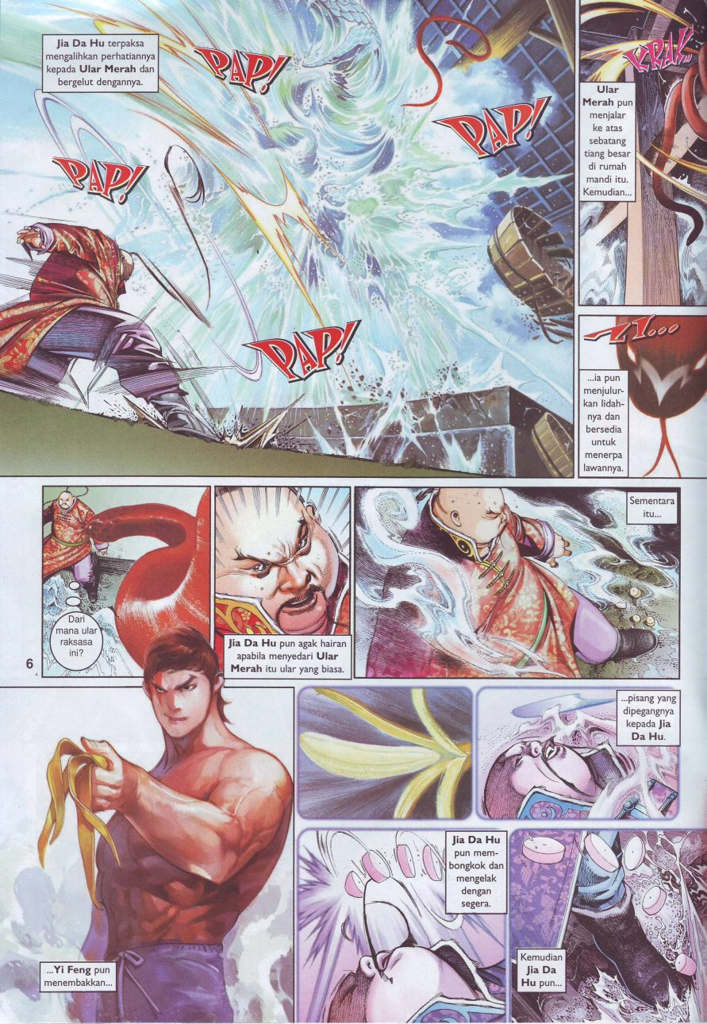 Jia Da Hu terpaksa
mengalihkan perhatiannya
kepada Ular Merah dan
bergelut dengannya.
PAP!
PAP!
PAP!
PAP!
KRAK!...
Ular
Merah pun
menjalar
ke atas
sebatang
tiang besar
di rumah
mandi itu.
Kemudian...
...ia pun
menjulur-
kan lidah-
nya dan
bersedia
untuk
menerpa
lawannya.
Dari
mana ular
raksasa
ini?
Jia Da Hu pun agak hairan
apabila menyedari Ular
Merah itu ular yang biasa.
Sementara
itu...
6
...Yi Feng pun
menembakkan...
...pisang yang
dipegangnya
kepada Jia
Da Hu.
Jia Da Hu
pun mem-
bongkok dan
mengelak
dengan
segera.
Kemudian
Jia Da
Hu pun...